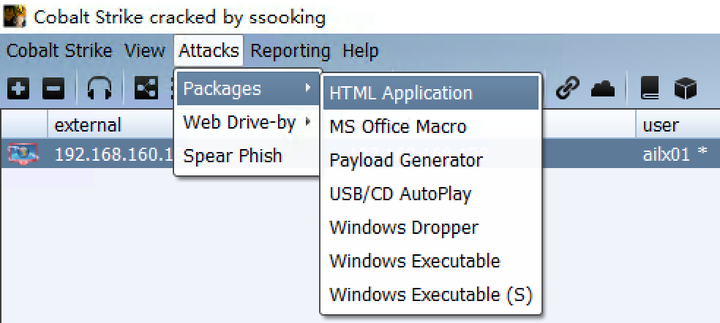 Cobalt Strike cracked by ssooking
Cobalt Strike View Attacks Reporting Help
Packages
Web Drive-by
Spear Phish
HTML Application
MS Office Macro
Payload Generator
USB/CD AutoPlay
Windows Dropper
Windows Executable
Windows Executable (S)
external user
192.168.160.1 ailx01 *